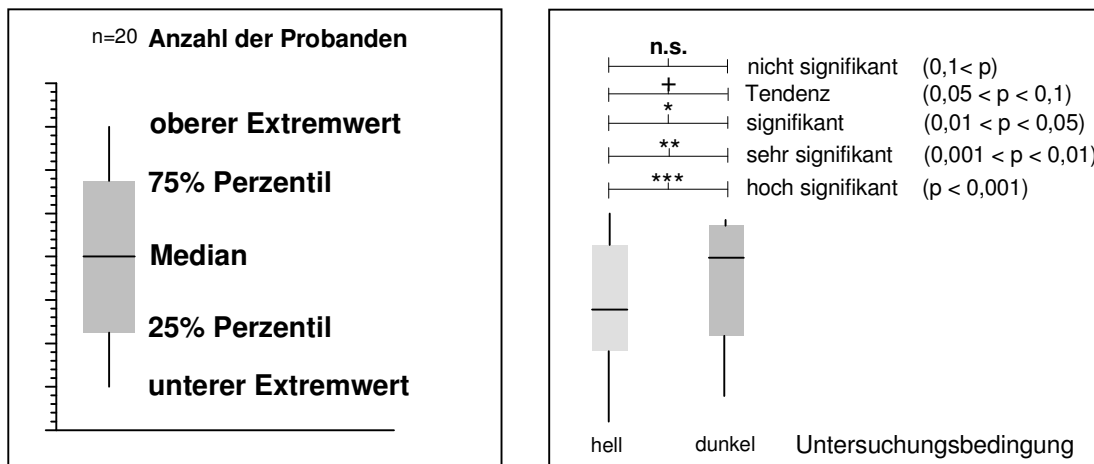 n=20 Anzahl der Probanden
oberer Extremwert
75% Perzentil
Median
25% Perzentil
unterer Extremwert
n.s.
nicht signifikant (0,1< p)
+
Tendenz (0,05 < p < 0,1)
*
signifikant (0,01 < p < 0,05)
**
sehr signifikant (0,001 < p < 0,01)
***
hoch signifikant (p < 0,001)
hell dunkel Untersuchungsbedingung